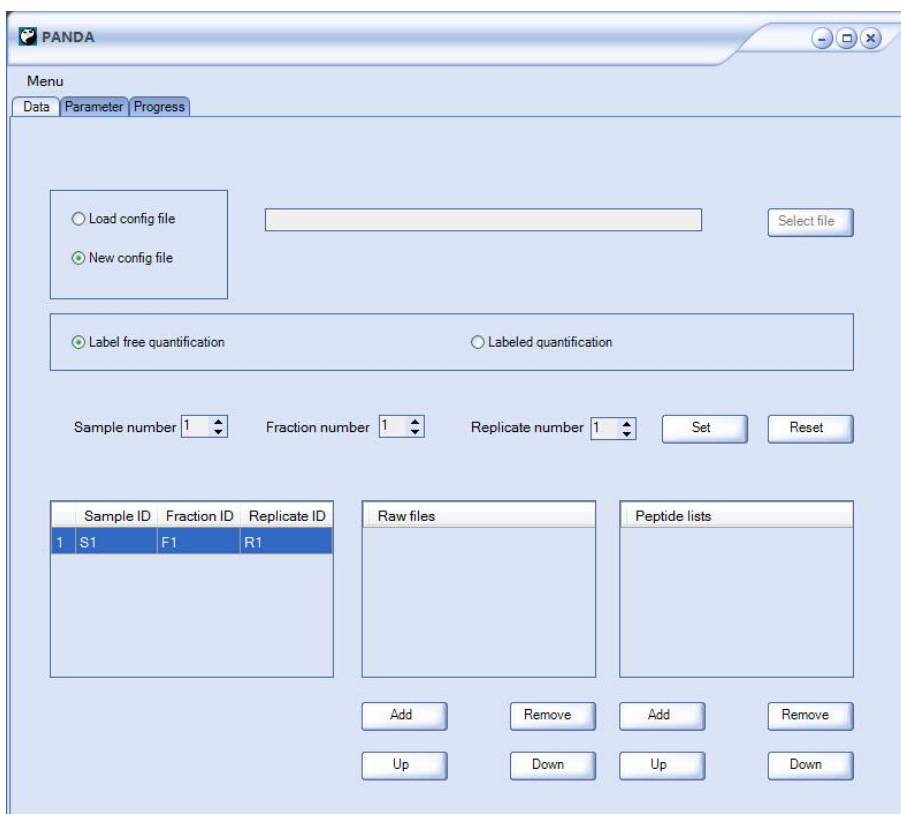 PANDA
Menu
Data Parameter Progress
Load config file
Select file
New config file
Label free quantification Labeled quantification
Sample number 1 Fraction number 1 Replicate number 1 Set Reset
Sample ID Fraction ID Replicate ID Raw files Peptide lists
1 S1 F1 R1
Add Remove Add Remove
Up Down Up Down